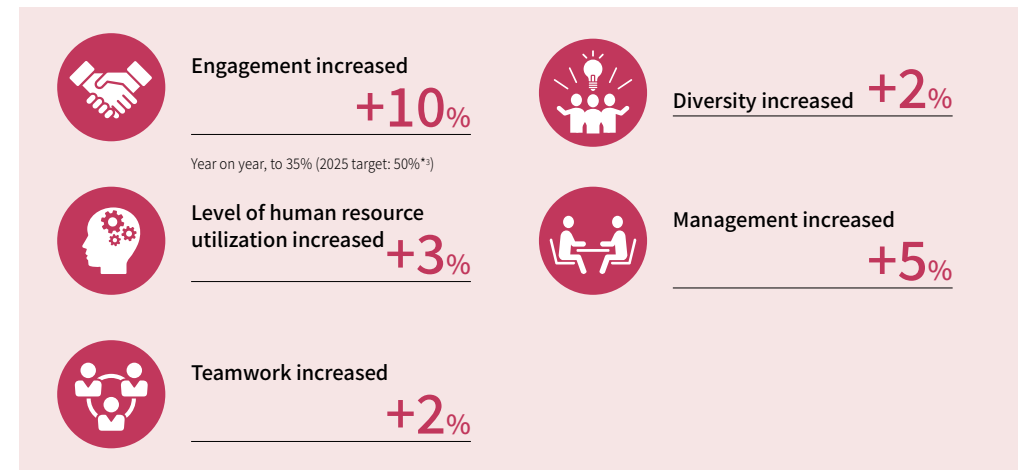 Engagement increased
+10%
Year on year, to 35% (2025 target: 50%*3)
Level of human resource
utilization increased +3%
Teamwork increased
+2%
Diversity increased +2%
Management increased
+5%